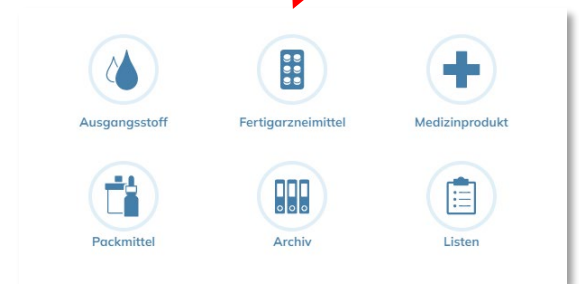 Ausgangsstoff
Fertigarzneimittel
Medizinprodukt
Packmittel
Archiv
Listen